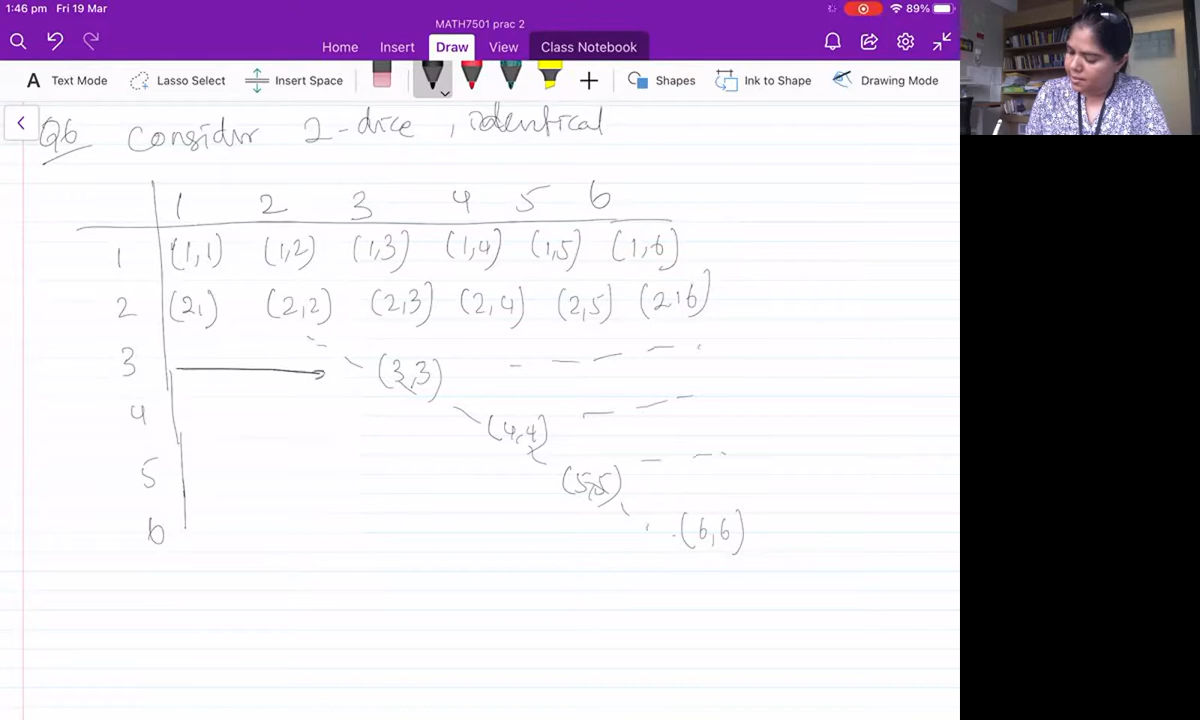 1:46 pm Fri 19 Mar
89%
MATH7501 prac 2
Home Insert Draw View Class Notebook
A Text Mode Lasso Select Insert Space Shapes Ink to Shape Drawing Mode
Q6 Consider 2-dice, identical
1 2 3 4 5 6
1 (1,1) (1,2) (1,3) (1,4) (1,5) (1,6)
2 (2,1) (2,2) (2,3) (2,4) (2,5) (2,6)
3 (3,3)
4 (4,4)
5 (5,5)
6 (6,6)